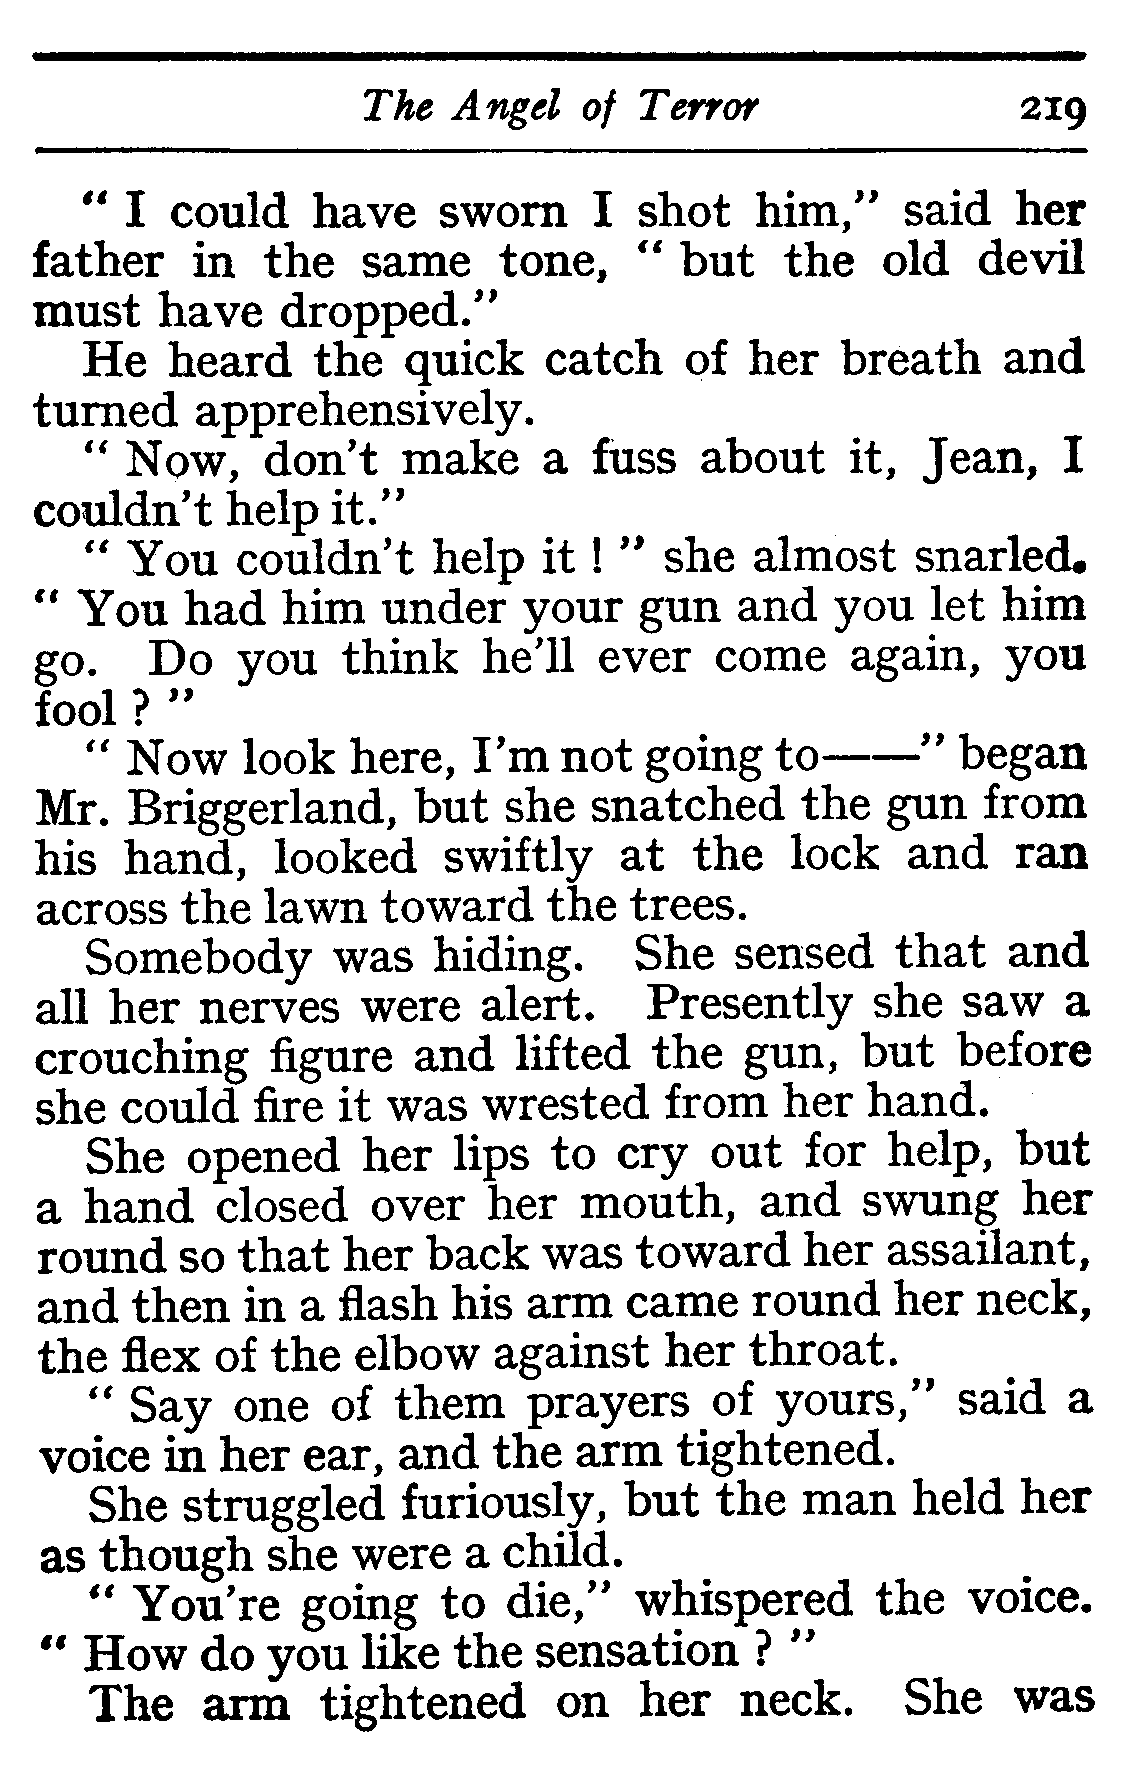 The Angel of Terror 219
“ I could have sworn I shot him,” said her
father in the same tone, “ but the old devil
must have dropped.”
He heard the quick catch of her breath and
turned apprehensively.
“ Now, don’t make a fuss about it, Jean, I
couldn’t help it.”
“ You couldn’t help it ! ” she almost snarled.
“ You had him under your gun and you let him
go. Do you think he’ll ever come again, you
fool ? ”
“ Now look here, I’m not going to——” began
Mr. Briggerland, but she snatched the gun from
his hand, looked swiftly at the lock and ran
across the lawn toward the trees.
Somebody was hiding. She sensed that and
all her nerves were alert. Presently she saw a
crouching figure and lifted the gun, but before
she could fire it was wrested from her hand.
She opened her lips to cry out for help, but
a hand closed over her mouth, and swung her
round so that her back was toward her assailant,
and then in a flash his arm came round her neck,
the flex of the elbow against her throat.
“ Say one of them prayers of yours,” said a
voice in her ear, and the arm tightened.
She struggled furiously, but the man held her
as though she were a child.
“ You’re going to die,” whispered the voice.
“ How do you like the sensation ? ”
The arm tightened on her neck. She was